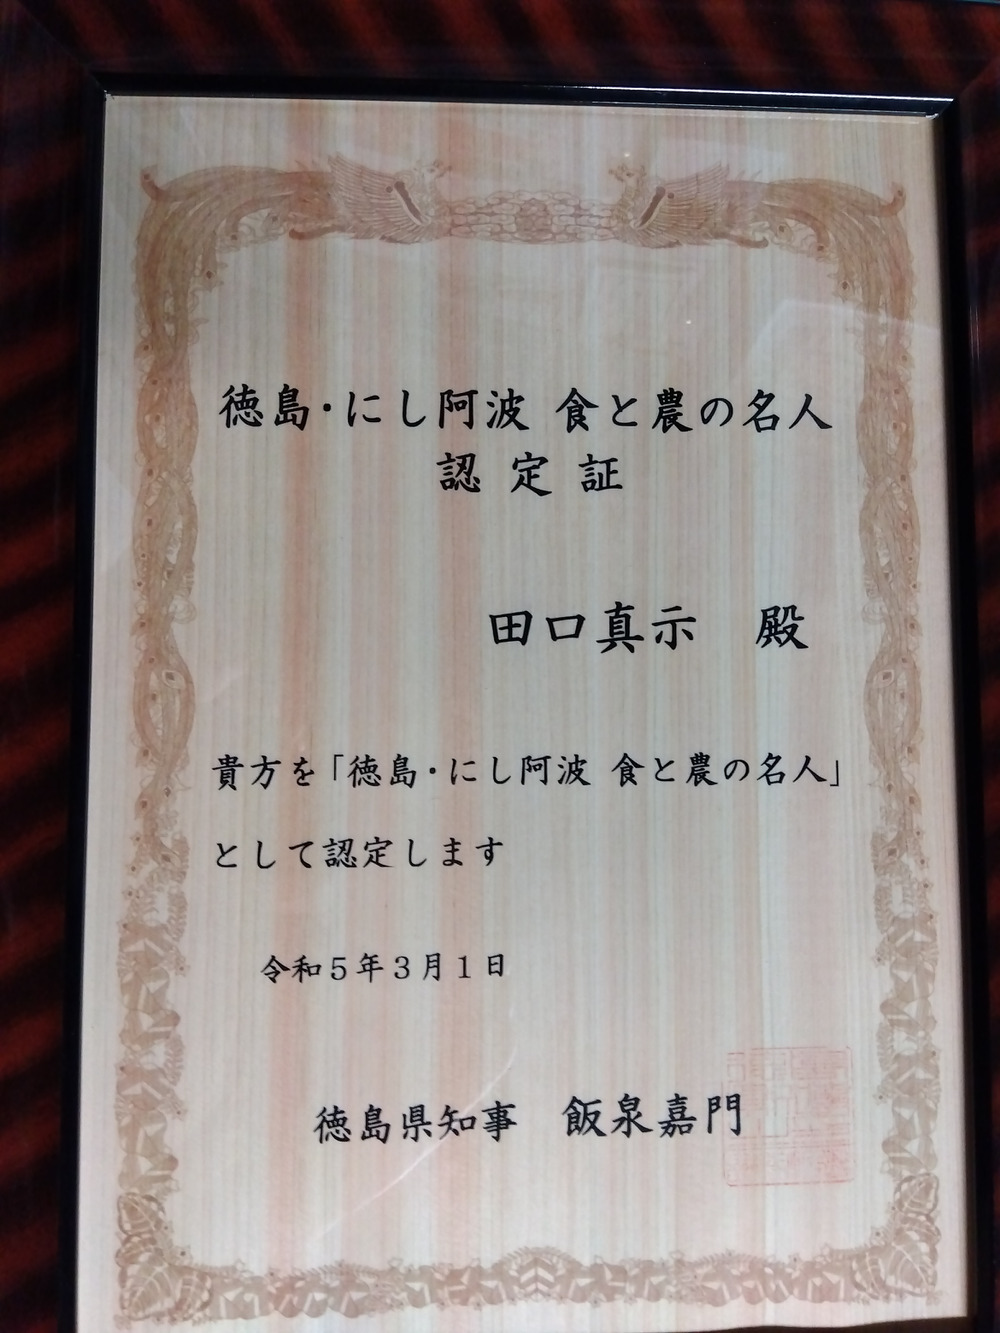 徳島・にし阿波 食と農の名人
認定証
田口真示 殿
貴方を「徳島・にし阿波 食と農の名人」
として認定します
令和5年3月1日
徳島県知事 飯泉嘉門